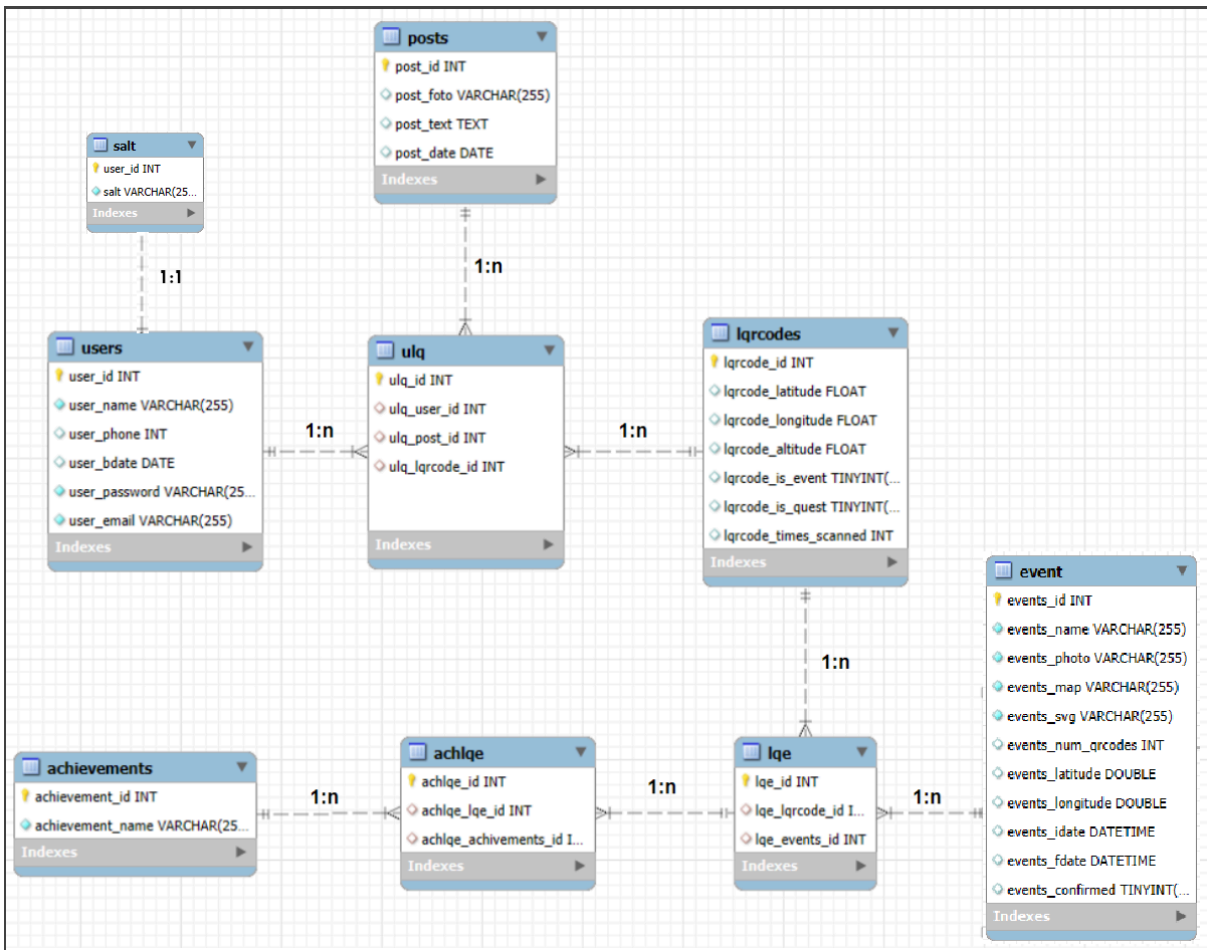 posts
post_id INT
post_foto VARCHAR(255)
post_text TEXT
post_date DATE
Indexes
salt
user_id INT
salt VARCHAR(25...
Indexes
1:1
1:n
users
user_id INT
user_name VARCHAR(255)
user_phone INT
user_bdate DATE
user_password VARCHAR(25...
user_email VARCHAR(255)
Indexes
1:n
ulq
ulq_id INT
ulq_user_id INT
ulq_post_id INT
ulq_lqrcode_id INT
Indexes
1:n
lqrcodes
lqrcode_id INT
lqrcode_latitude FLOAT
lqrcode_longitude FLOAT
lqrcode_altitude FLOAT
lqrcode_is_event TINYINT(...
lqrcode_is_quest TINYINT(...
lqrcode_times_scanned INT
Indexes
1:n
event
events_id INT
events_name VARCHAR(255)
events_photo VARCHAR(255)
events_map VARCHAR(255)
events_svg VARCHAR(255)
events_num_qrcodes INT
events_latitude DOUBLE
events_longitude DOUBLE
events_idate DATETIME
events_fdate DATETIME
events_confirmed TINYINT(...
Indexes
achievements
achievement_id INT
achievement_name VARCHAR(25...
Indexes
1:n
achlqe
achlqe_id INT
achlqe_lqe_id INT
achlqe_achivements_id I...
Indexes
1:n
lqe
lqe_id INT
lqe_lqrcode_id I...
lqe_events_id INT
Indexes
1:n